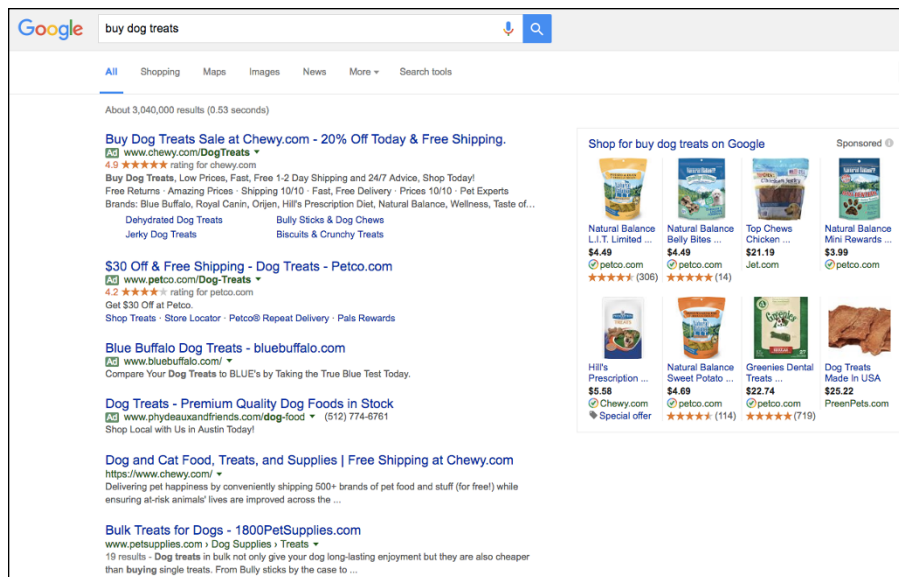 Google
buy dog treats
All Shopping Maps Images News More Search tools
About 3,040,000 results (0.53 seconds)
Buy Dog Treats Sale at Chewy.com - 20% Off Today & Free Shipping.
Ad www.chewy.com/DogTreats
4.9 ★★★★★ rating for chewy.com
Buy Dog Treats, Low Prices, Fast, Free 1-2 Day Shipping and 24/7 Advice, Shop Today!
Free Returns · Amazing Prices · Shipping 10/10 · Fast, Free Delivery · Prices 10/10 · Pet Experts
Brands: Blue Buffalo, Royal Canin, Orijen, Hill's Prescription Diet, Natural Balance, Wellness, Taste of...
Dehydrated Dog Treats Bully Sticks & Dog Chews
Jerky Dog Treats Biscuits & Crunchy Treats
$30 Off & Free Shipping - Dog Treats - Petco.com
Ad www.petco.com/Dog-Treats
4.2 ★★★★★ rating for petco.com
Get $30 Off at Petco.
Shop Treats · Store Locator · Petco® Repeat Delivery · Pals Rewards
Blue Buffalo Dog Treats - bluebuffalo.com
Ad www.bluebuffalo.com/
Compare Your Dog Treats to BLUE's by Taking the True Blue Test Today.
Dog Treats - Premium Quality Dog Foods in Stock
Ad www.phydeauxandfriends.com/dog-food (512) 774-6761
Shop Local with Us in Austin Today!
Dog and Cat Food, Treats, and Supplies | Free Shipping at Chewy.com
https://www.chewy.com/
Delivering pet happiness by conveniently shipping 500+ brands of pet food and stuff (for free!) while
ensuring at-risk animals' lives are improved across the ...
Bulk Treats for Dogs - 1800PetSupplies.com
www.petsupplies.com › Dog Supplies › Treats
19 results - Dog treats in bulk not only give your dog long-lasting enjoyment but they are also cheaper
than buying single treats. From Bully sticks by the case to ...
Shop for buy dog treats on Google Sponsored
Natural Balance Natural Balance Top Chews Natural Balance
L.I.T. Limited ... Belly Bites ... Chicken ... Mini Rewards ...
$4.49 $4.49 $21.19 $3.99
petco.com petco.com Jet.com petco.com
(306) (14)
Greenies
Hill's Natural Balance Greenies Dental Dog Treats
Prescription ... Sweet Potato ... Treats ... Made In USA
$5.58 $4.69 $22.74 $25.22
Chewy.com petco.com petco.com PreenPets.com
Special offer (114) (719)